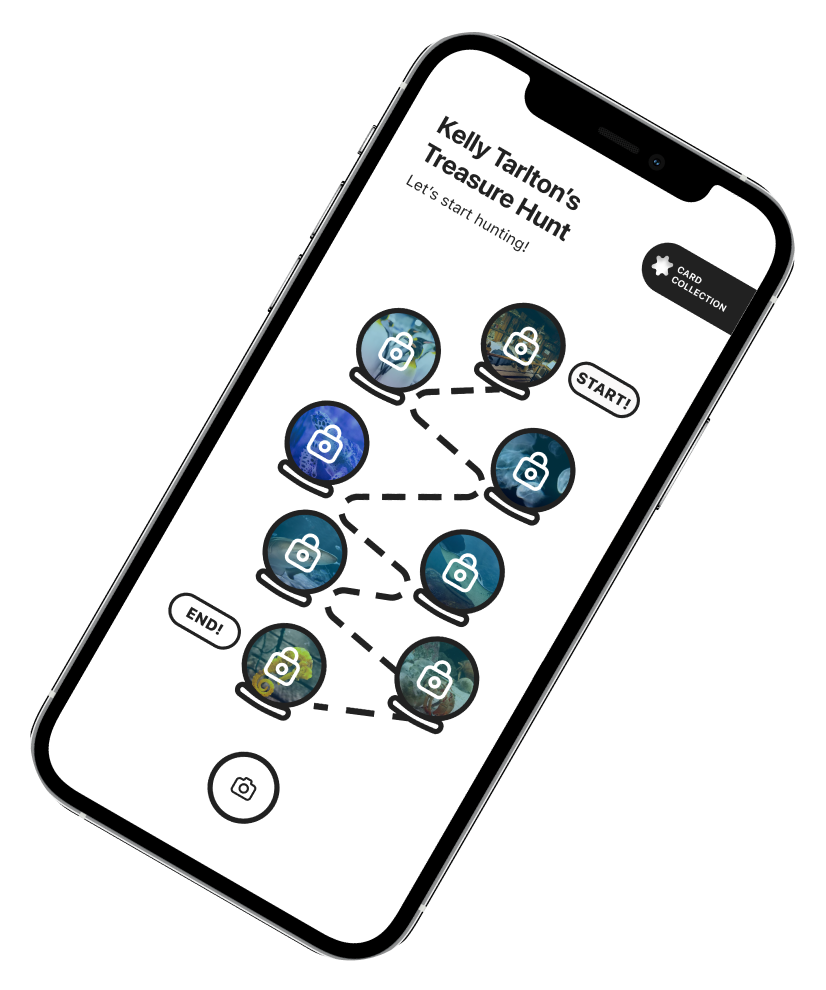 Kelly Tarlton's
Treasure Hunt
Let's start hunting!
CARD
COLLECTION
START!
END!